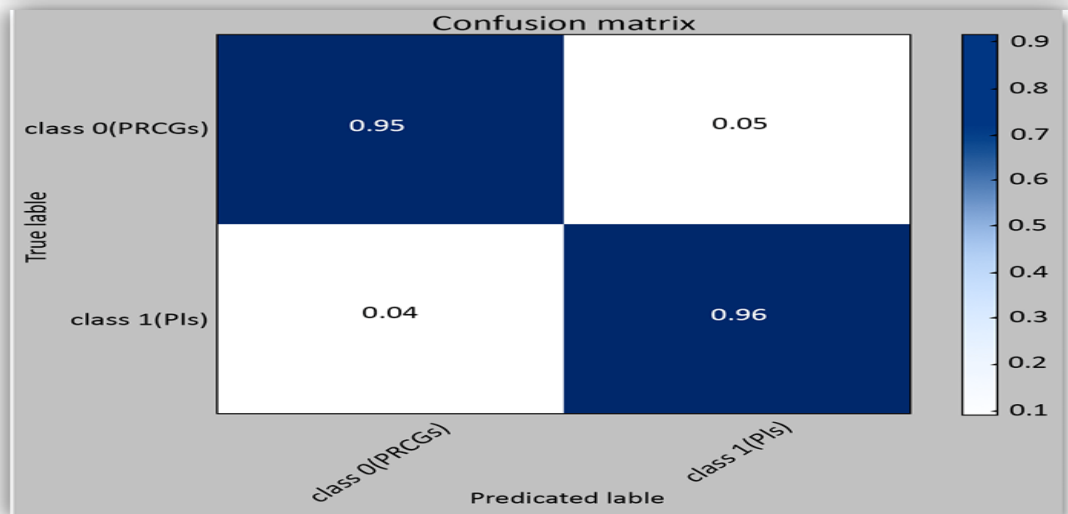 Confusion matrix
class 0(PRCGs)
0.95
0.05
True lable
class 1(Pls)
0.04
0.96
class 0(PRCGs)
class 1(Pls)
Predicated lable
0.9
0.8
0.7
0.6
0.5
0.4
0.3
0.2
0.1